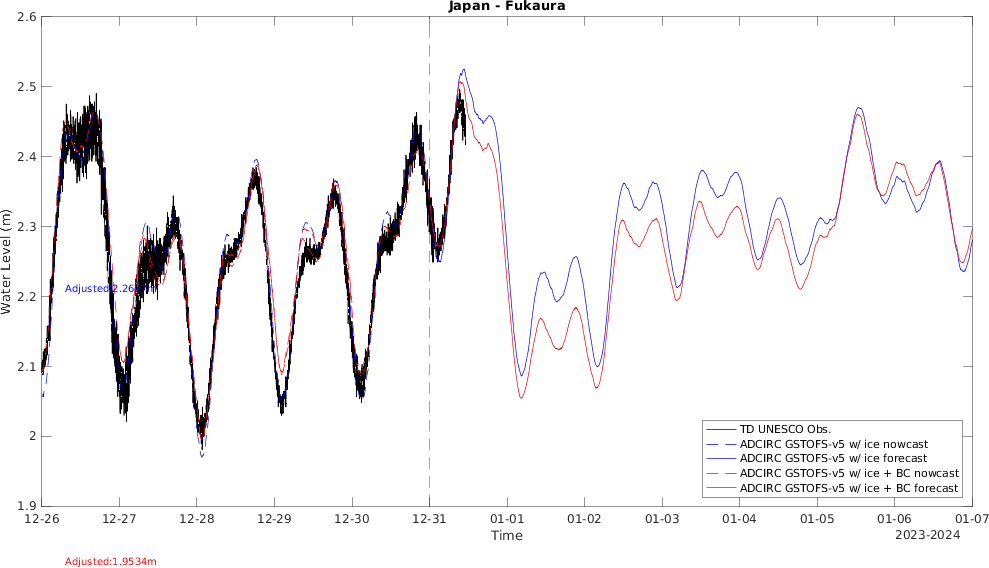 Japan - Fukaura
2.6
2.5
2.4
2.3
2.2
2.1
2
1.9
Water Level (m)
TD UNESCO Obs.
ADCIRC GSTOFS-v5 w/ ice nowcast
ADCIRC GSTOFS-v5 w/ ice forecast
ADCIRC GSTOFS-v5 w/ ice + BC nowcast
ADCIRC GSTOFS-v5 w/ ice + BC forecast
12-26 12-27 12-28 12-29 12-30 12-31 01-01 01-02 01-03 01-04 01-05 01-06 01-07
Time
2023-2024
Adjusted:1.9534m